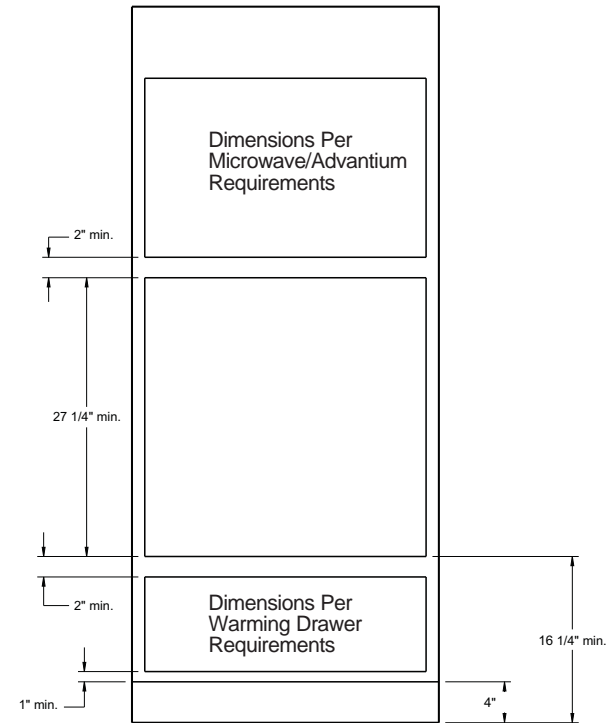 Dimensions Per
Microwave/Advantium
Requirements
2" min.
27 1/4" min.
2" min.
Dimensions Per
Warming Drawer
Requirements
16 1/4" min.
1" min.
4"